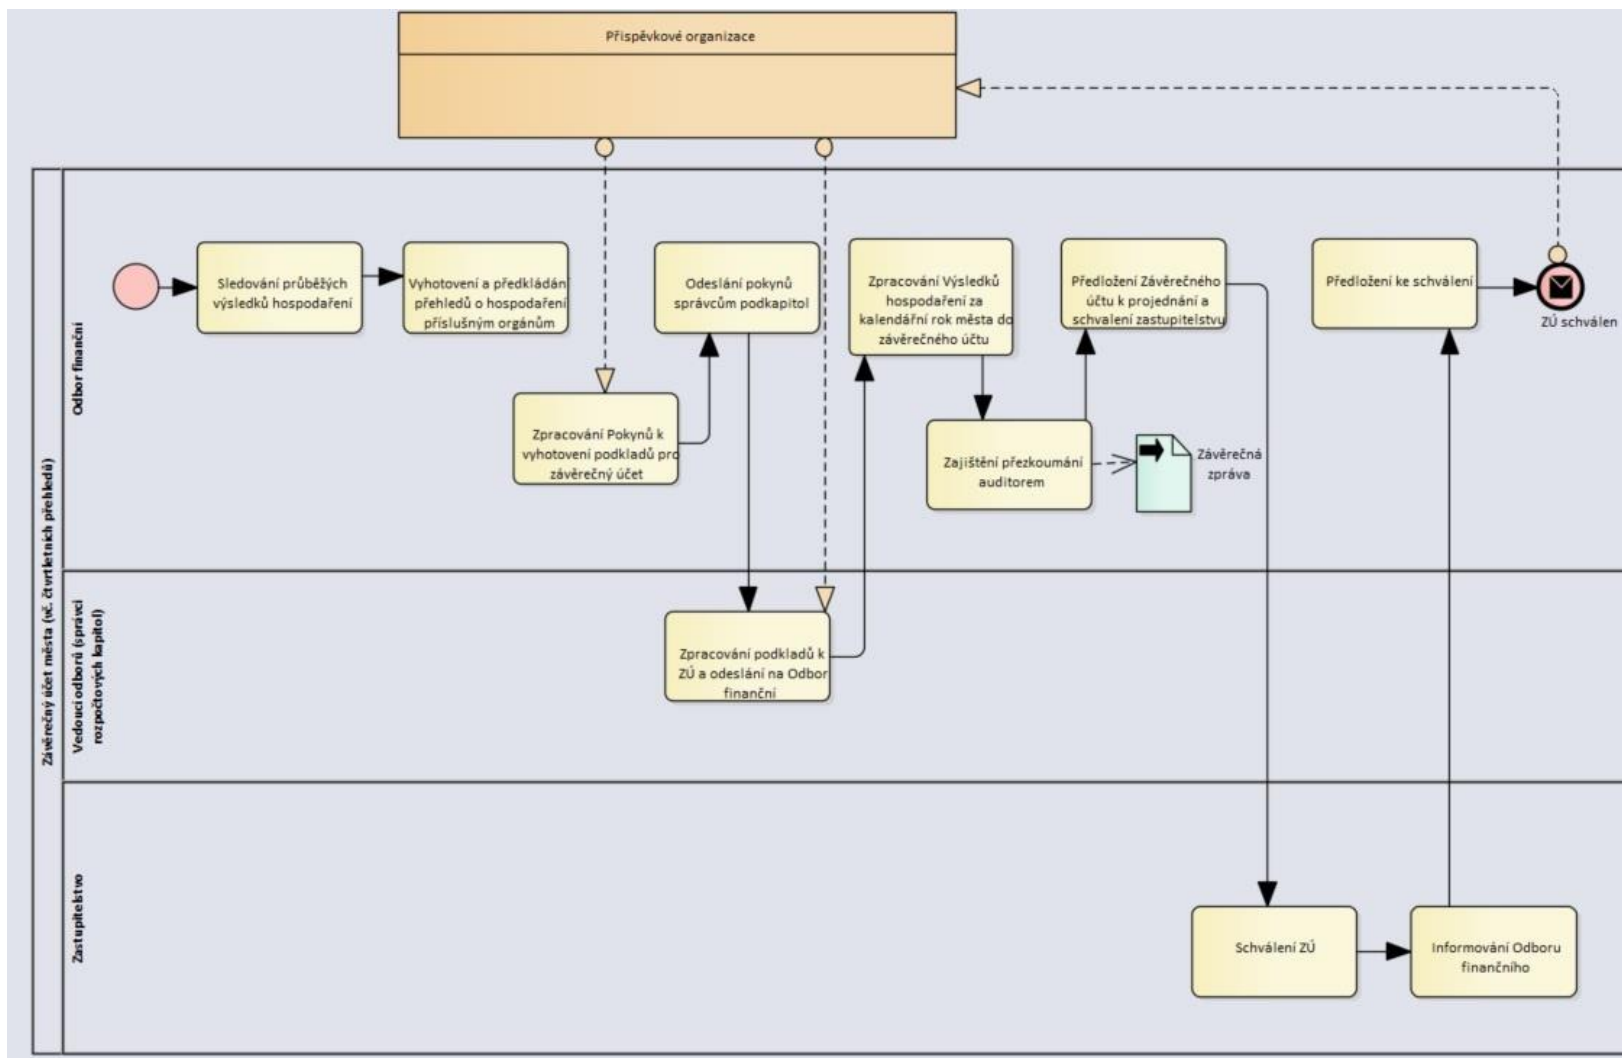 Přispěvkové organizace
Závěrečný účet města (vč. čtvrtletních přehledů)
Odbor finanční
Sledování průběžých
výsledků hospodaření
Vyhotovení a předkládání
přehledů o hospodaření
příslušným orgánům
Zpracování Pokynů k
vyhotovení podkladů pro
závěrečný účet
Odeslání pokynů
správcům podkapitol
Zpracování Výsledků
hospodaření za
kalendářní rok města do
závěrečného účtu
Zajištění přezkoumání
auditorem
Závěrečná
zpráva
Předložení Závěrečného
účtu k projednání a
schvalení zastupitelstvu
Předložení ke schválení
ZÚ schválen
Vedoucí odborů (správci
rozpočtových kapitol)
Zpracování podkladů k
ZÚ a odeslání na Odbor
finanční
Zastupitelstvo
Schválení ZÚ
Informování Odboru
finančního